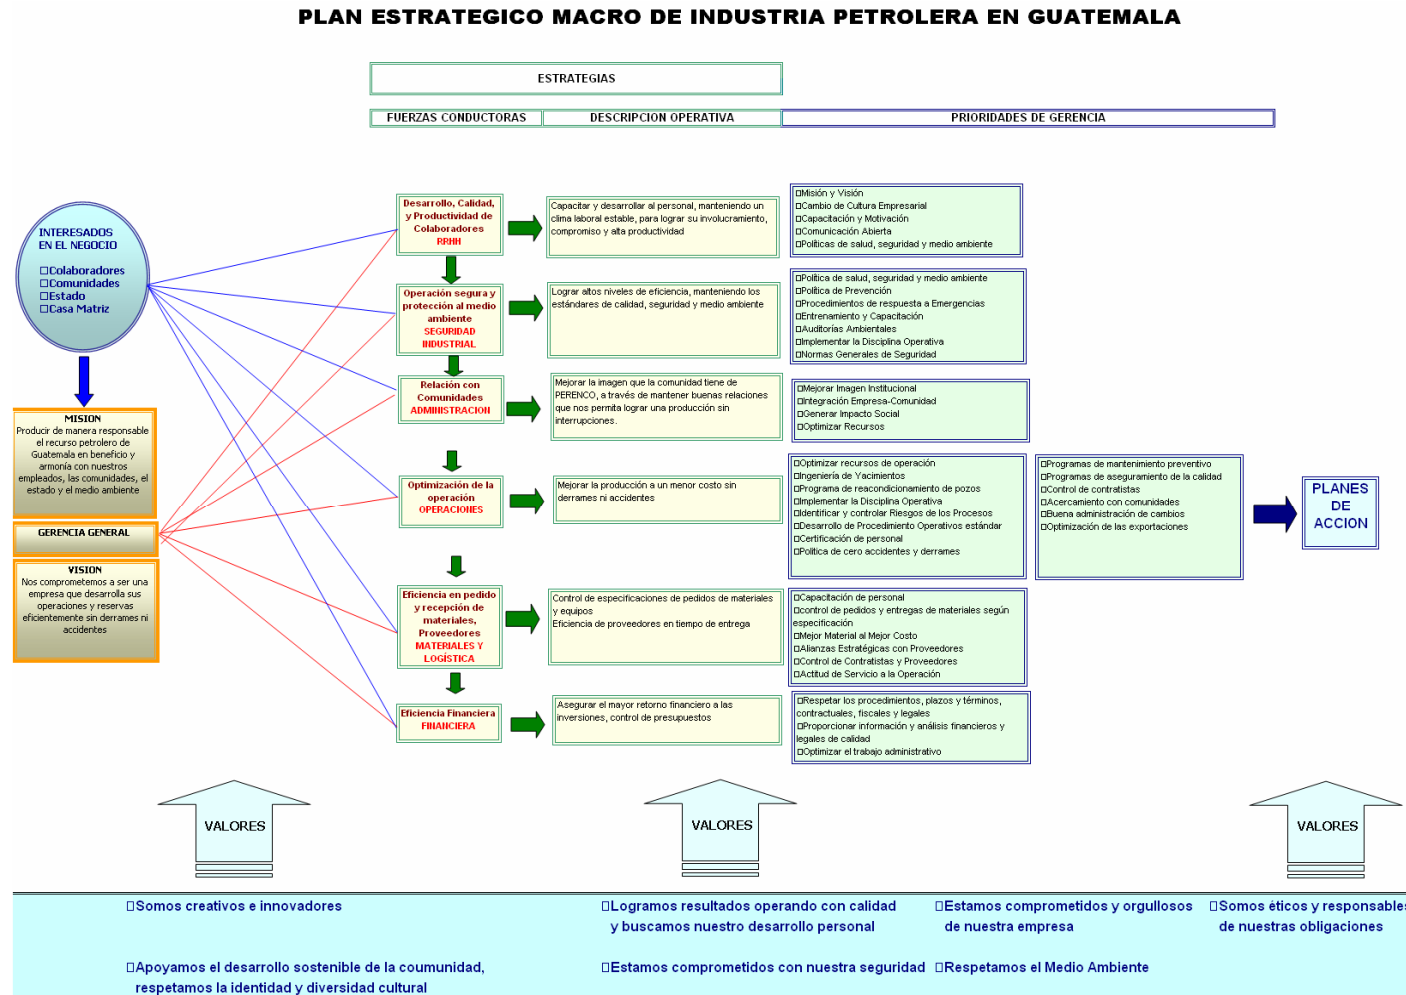 PLAN ESTRATEGICO MACRO DE INDUSTRIA PETROLERA EN GUATEMALA
ESTRATEGIAS
FUERZAS CONDUCTORAS
DESCRIPCION OPERATIVA
PRIORIDADES DE GERENCIA
INTERESADOS
EN EL NEGOCIO
□Colaboradores
□Comunidades
□Estado
□Casa Matriz
MISION
Producir de manera responsable
el recurso petrolero de
Guatemala en beneficio y
armonía con nuestros
empleados, las comunidades, el
estado y el medio ambiente
GERENCIA GENERAL
VISION
Nos comprometemos a ser una
empresa que desarrolla sus
operaciones y reservas
eficientemente sin derrames ni
accidentes
Desarrollo, Calidad,
y Productividad de
Colaboradores
RRHH
Capacitar y desarrollar al personal, manteniendo un
clima laboral estable, para lograr su involucramiento,
compromiso y alta productividad
□Misión y Visión
□Cambio de Cultura Empresarial
□Capacitación y Motivación
□Comunicación Abierta
□Políticas de salud, seguridad y medio ambiente
Operación segura y
protección al medio
ambiente
SEGURIDAD
INDUSTRIAL
Lograr altos niveles de eficiencia, manteniendo los
estándares de calidad, seguridad y medio ambiente
□Política de salud, seguridad y medio ambiente
□Política de Prevención
□Procedimientos de respuesta a Emergencias
□Entrenamiento y Capacitación
□Auditorías Ambientales
□Implementar la Disciplina Operativa
□Normas Generales de Seguridad
Relación con
Comunidades
ADMINISTRACION
Mejorar la imagen que la comunidad tiene de
PERENCO, a través de mantener buenas relaciones
que nos permita lograr una producción sin
interrupciones.
□Mejorar Imagen Institucional
□Integración Empresa-Comunidad
□Generar Impacto Social
□Optimizar Recursos
Optimización de la
operación
OPERACIONES
Mejorar la producción a un menor costo sin
derrames ni accidentes
□Optimizar recursos de operación
□Ingeniería de Yacimientos
□Programa de reacondicionamiento de pozos
□Implementar la Disciplina Operativa
□Identificar y controlar Riesgos de los Procesos
□Desarrollo de Procedimiento Operativos estándar
□Certificación de personal
□Politica de cero accidentes y derrames
□Programas de mantenimiento preventivo
□Programas de aseguramiento de la calidad
□Control de contratistas
□Acercamiento con comunidades
□Buena administración de cambios
□Optimización de las exportaciones
PLANES
DE
ACCION
Eficiencia en pedido
y recepción de
materiales,
Proveedores
MATERIALES Y
LOGÍSTICA
Control de especificaciones de pedidos de materiales
y equipos
Eficiencia de proveedores en tiempo de entrega
□Capacitación de personal
□control de pedidos y entregas de materiales según
especificación
□Mejor Material al Mejor Costo
□Alianzas Estratégicas con Proveedores
□Control de Contratistas y Proveedores
□Actitud de Servicio a la Operación
Eficiencia Financiera
FINANCIERA
Asegurar el mayor retorno financiero a las
inversiones, control de presupuestos
□Respetar los procedimientos, plazos y términos,
contractuales, fiscales y legales
□Proporcionar información y análisis financieros y
legales de calidad
□Optimizar el trabajo administrativo
VALORES
VALORES
VALORES
□Somos creativos e innovadores
□Logramos resultados operando con calidad
y buscamos nuestro desarrollo personal
□Estamos comprometidos y orgullosos
de nuestra empresa
□Somos éticos y responsables
de nuestras obligaciones
□Apoyamos el desarrollo sostenible de la coumunidad,
respetamos la identidad y diversidad cultural
□Estamos comprometidos con nuestra seguridad
□Respetamos el Medio Ambiente